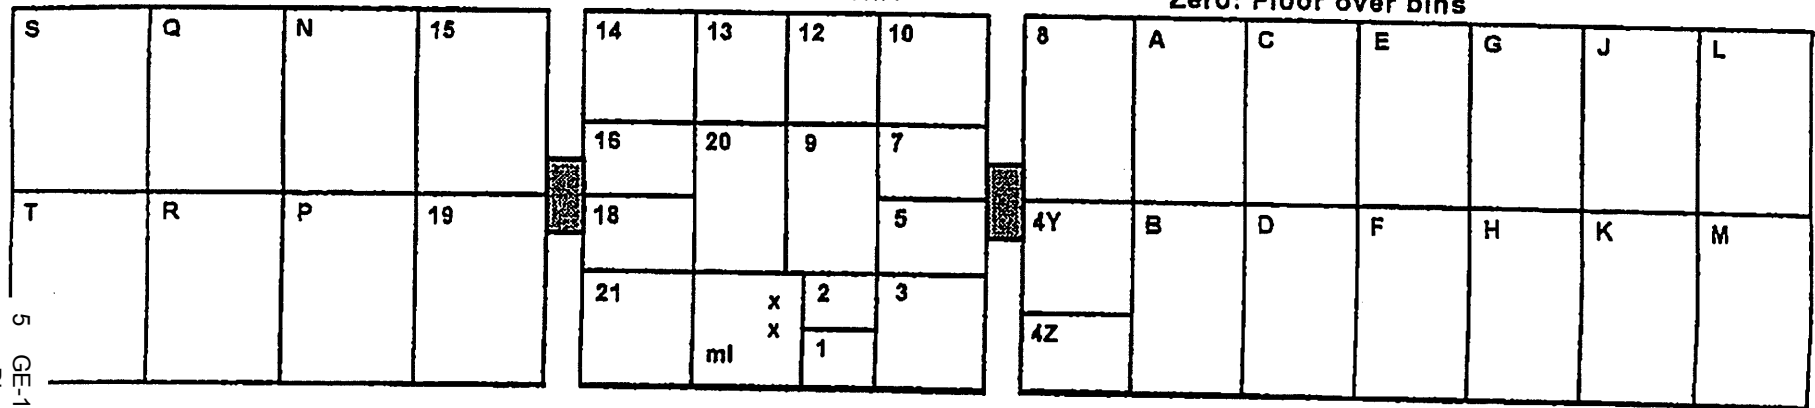 Zero: Floor over bins
S Q N 15 14 13 12 10 8 A C E G J L
16 20 9 7
T R P 19 18 5 4Y B D F H K M
21 x 2 3
x
ml 1 4Z
5 GE-1